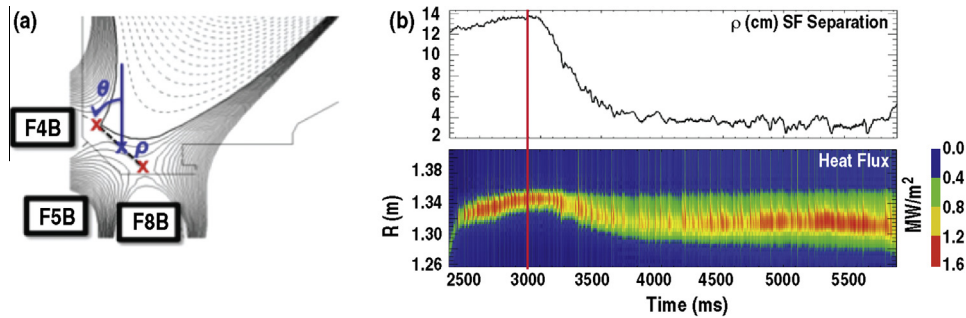 (a)
θ
F4B
ρ
F5B
F8B
(b)
ρ (cm) SF Separation
14
12
10
8
6
4
2
Heat Flux
R (m)
1.38
1.34
1.30
1.26
2500 3000 3500 4000 4500 5000 5500
Time (ms)
0.0
0.4
0.8
1.2
1.6
MW/m²